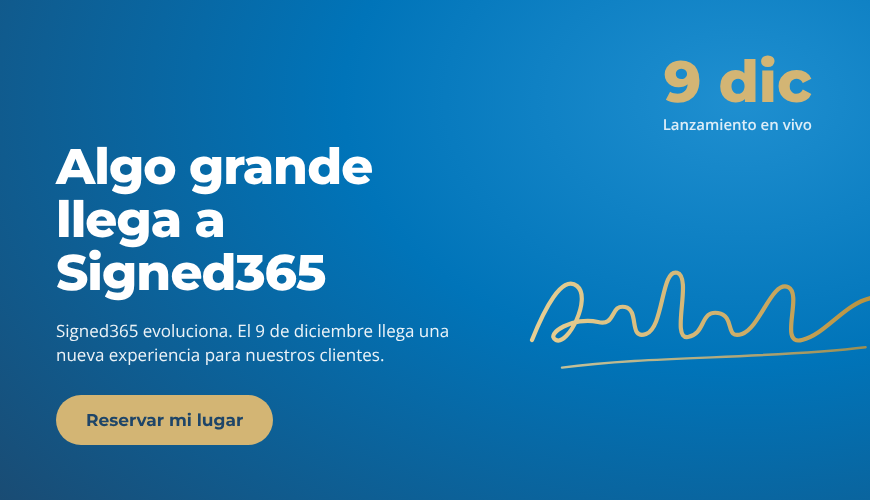 9 dic
Lanzamiento en vivo
Algo grande
llega a
Signed365
Signed365 evoluciona. El 9 de diciembre llega una
nueva experiencia para nuestros clientes.
Reservar mi lugar